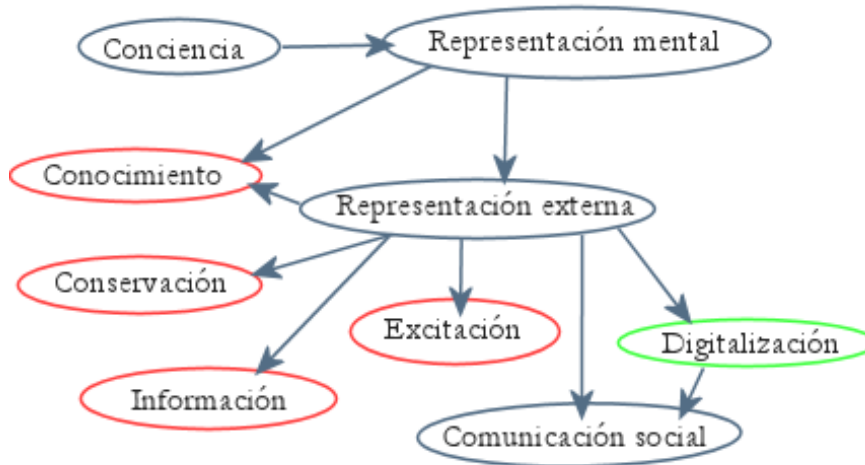 Conciencia
Representación mental
Conocimiento
Representación externa
Conservación
Excitación
Digitalización
Información
Comunicación social